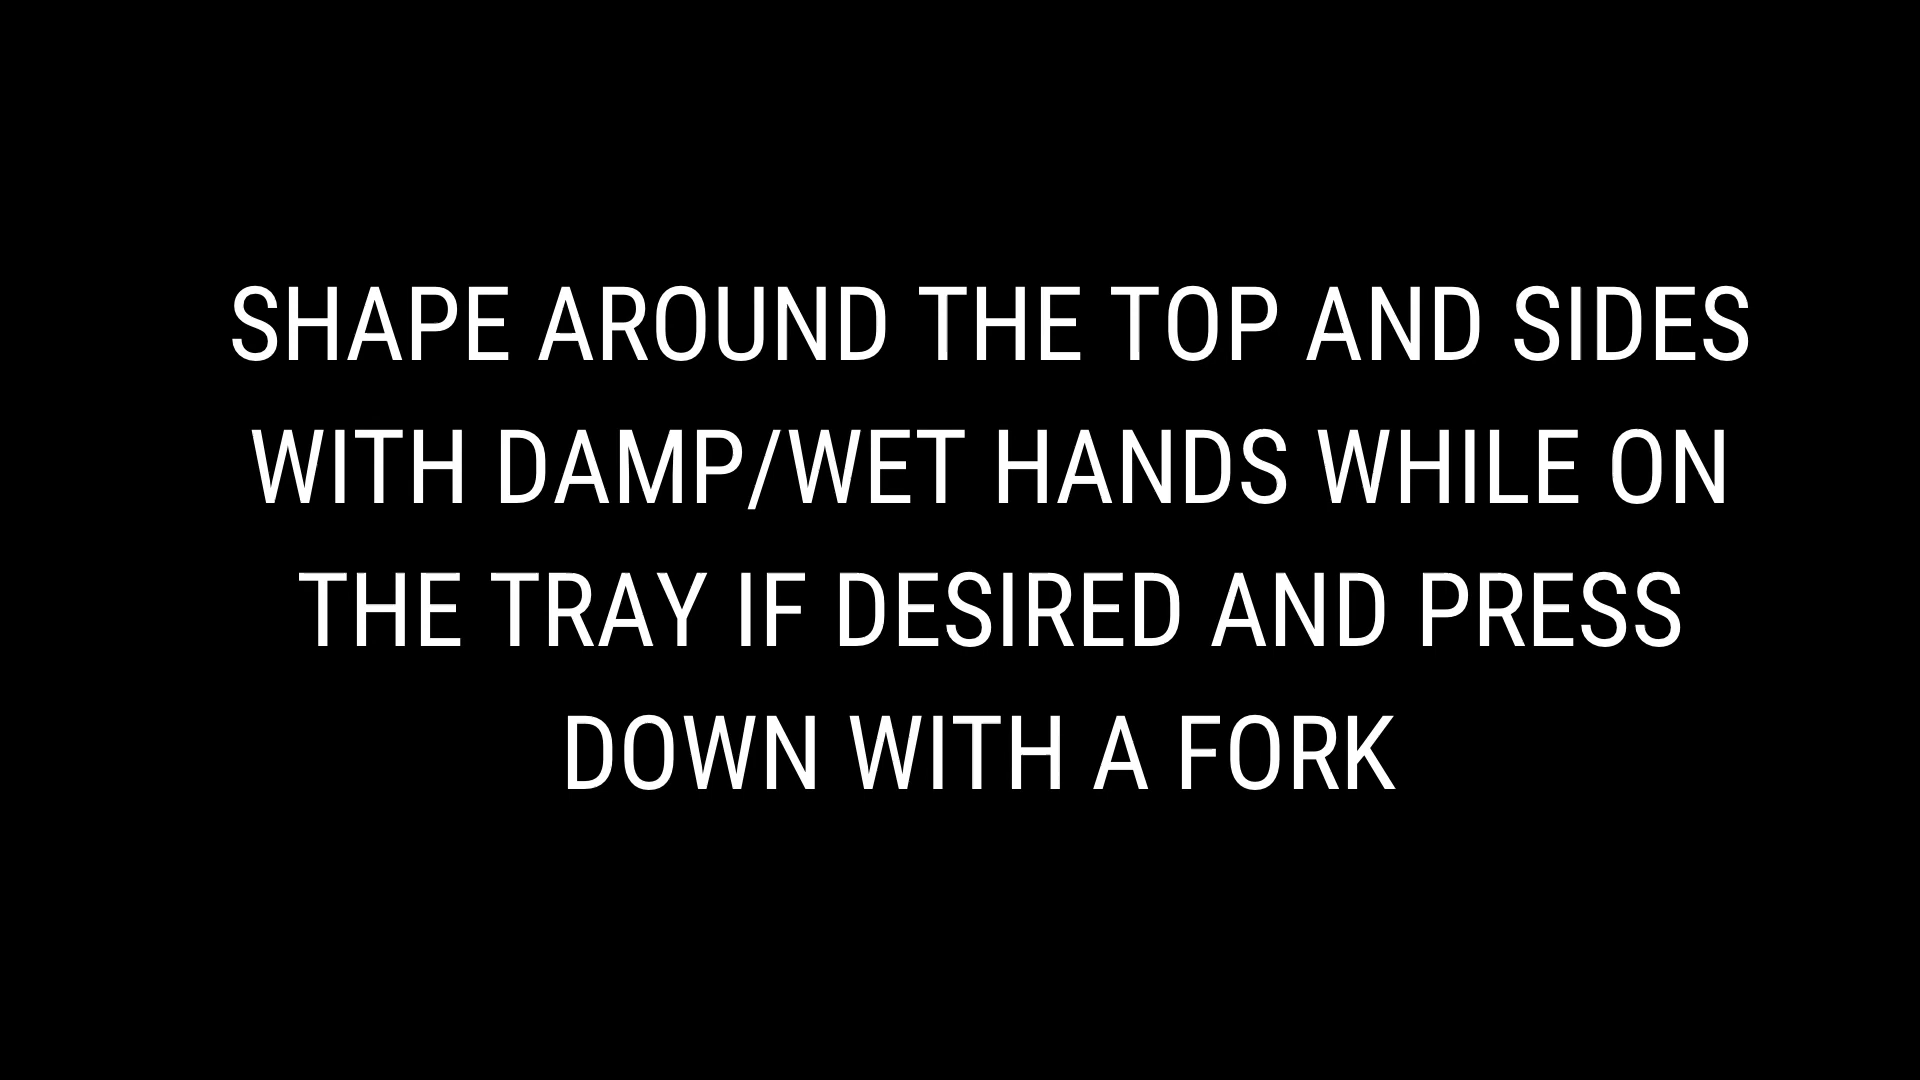 SHAPE AROUND THE TOP AND SIDES
WITH DAMP/WET HANDS WHILE ON
THE TRAY IF DESIRED AND PRESS
DOWN WITH A FORK